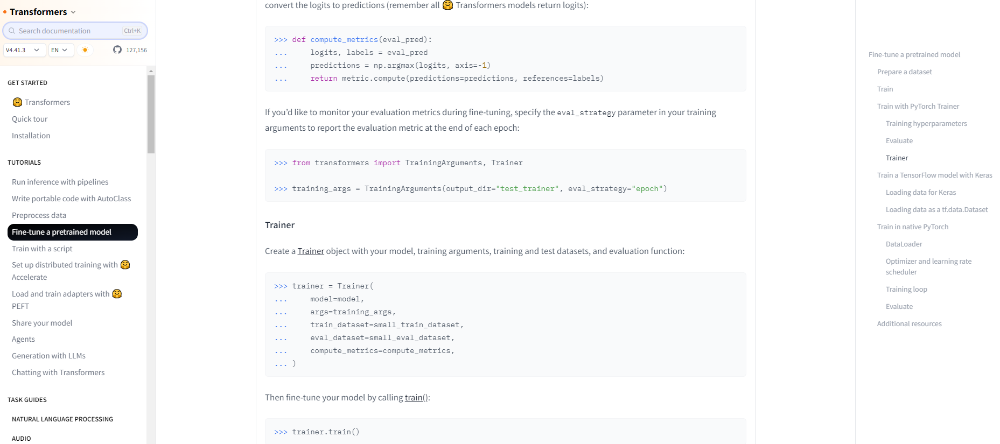 Transformers
Search documentation
Ctrl+K
V4.41.3
EN
127,156
GET STARTED
🤗 Transformers
Quick tour
Installation
TUTORIALS
Run inference with pipelines
Write portable code with AutoClass
Preprocess data
Fine-tune a pretrained model
Train with a script
Set up distributed training with 🤗
Accelerate
Load and train adapters with 🤗
PEFT
Share your model
Agents
Generation with LLMs
Chatting with Transformers
TASK GUIDES
NATURAL LANGUAGE PROCESSING
AUDIO
convert the logits to predictions (remember all 🤗 Transformers models return logits):
>>> def compute_metrics(eval_pred):
...     logits, labels = eval_pred
...     predictions = np.argmax(logits, axis=-1)
...     return metric.compute(predictions=predictions, references=labels)
If you’d like to monitor your evaluation metrics during fine-tuning, specify the eval_strategy parameter in your training
arguments to report the evaluation metric at the end of each epoch:
>>> from transformers import TrainingArguments, Trainer
>>> training_args = TrainingArguments(output_dir="test_trainer", eval_strategy="epoch")
Trainer
Create a Trainer object with your model, training arguments, training and test datasets, and evaluation function:
>>> trainer = Trainer(
...     model=model,
...     args=training_args,
...     train_dataset=small_train_dataset,
...     eval_dataset=small_eval_dataset,
...     compute_metrics=compute_metrics,
... )
Then fine-tune your model by calling train():
>>> trainer.train()
Fine-tune a pretrained model
Prepare a dataset
Train
Train with PyTorch Trainer
Training hyperparameters
Evaluate
Trainer
Train a TensorFlow model with Keras
Loading data for Keras
Loading data as a tf.data.Dataset
Train in native PyTorch
DataLoader
Optimizer and learning rate
scheduler
Training loop
Evaluate
Additional resources